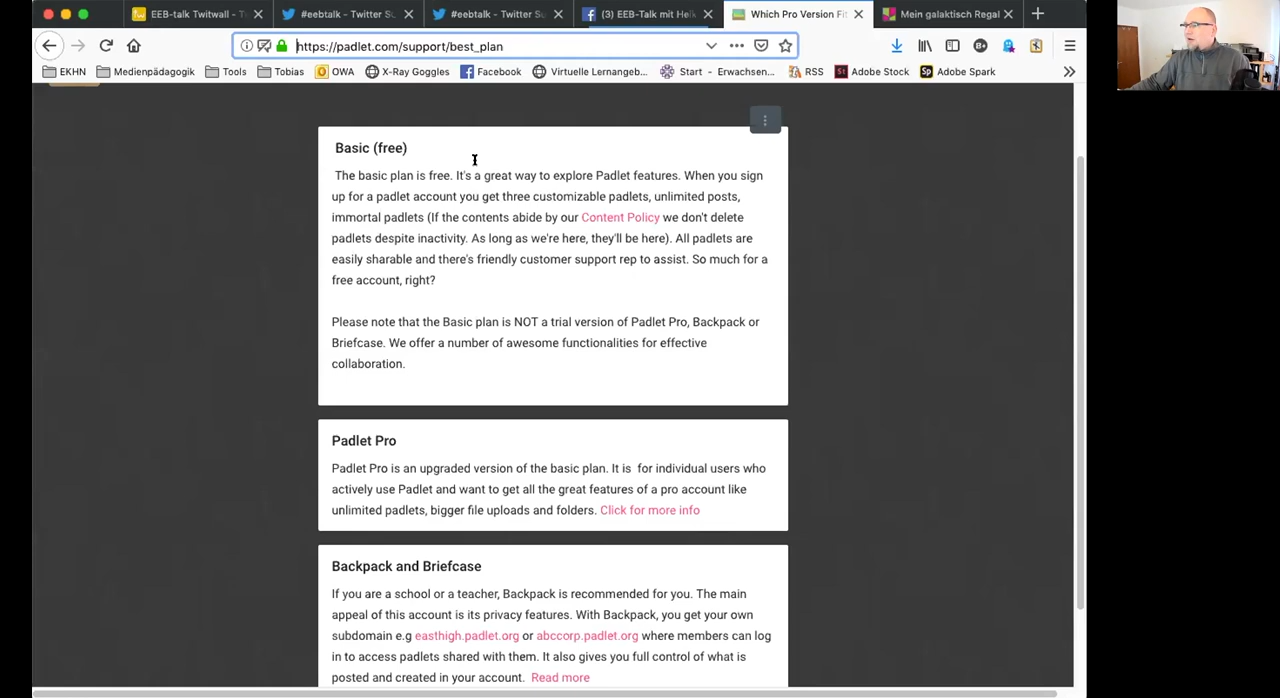 EEB-talk Twitwall - T
#eebtalk - Twitter S
#eebtalk - Twitter S
(3) EEB-Talk mit Hei
Which Pro Version Fi
Mein galaktisch Regal
https://padlet.com/support/best_plan
EKHN
Medienpädagogik
Tools
Tobias
OWA
X-Ray Goggles
Facebook
Virtuelle Lernangeb...
Start - Erwachsen...
RSS
Adobe Stock
Adobe Spark
Basic (free)
The basic plan is free. It's a great way to explore Padlet features. When you sign
up for a padlet account you get three customizable padlets, unlimited posts,
immortal padlets (If the contents abide by our Content Policy we don't delete
padlets despite inactivity. As long as we're here, they'll be here). All padlets are
easily sharable and there's friendly customer support rep to assist. So much for a
free account, right?
Please note that the Basic plan is NOT a trial version of Padlet Pro, Backpack or
Briefcase. We offer a number of awesome functionalities for effective
collaboration.
Padlet Pro
Padlet Pro is an upgraded version of the basic plan. It is for individual users who
actively use Padlet and want to get all the great features of a pro account like
unlimited padlets, bigger file uploads and folders. Click for more info
Backpack and Briefcase
If you are a school or a teacher, Backpack is recommended for you. The main
appeal of this account is its privacy features. With Backpack, you get your own
subdomain e.g easthigh.padlet.org or abccorp.padlet.org where members can log
in to access padlets shared with them. It also gives you full control of what is
posted and created in your account. Read more